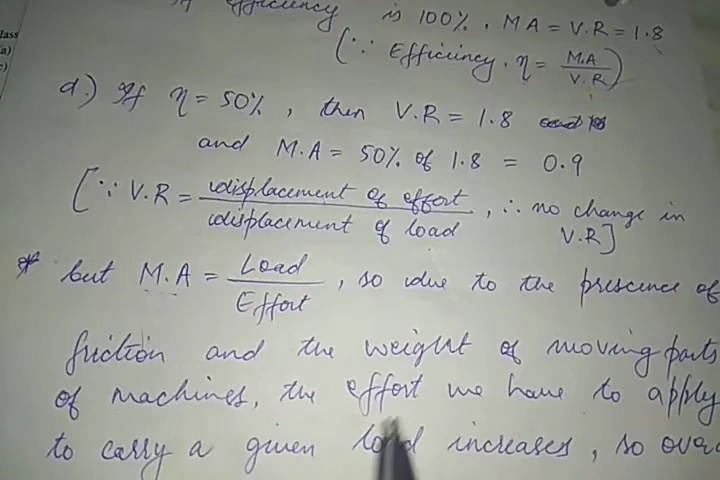 efficiency is 100%. MA = V.R = 1.8
(∵ Efficiency, η = M.A / V.R)
lass
a)
a.) If η = 50%, then V.R = 1.8
and M.A = 50% of 1.8 = 0.9
[∵ V.R = displacement of effort / displacement of load, ∴ no change in V.R]
but M.A = Load / Effort, so due to the presence of
friction and the weight of moving parts
of machines, the effort we have to apply
to carry a given load increases, so over